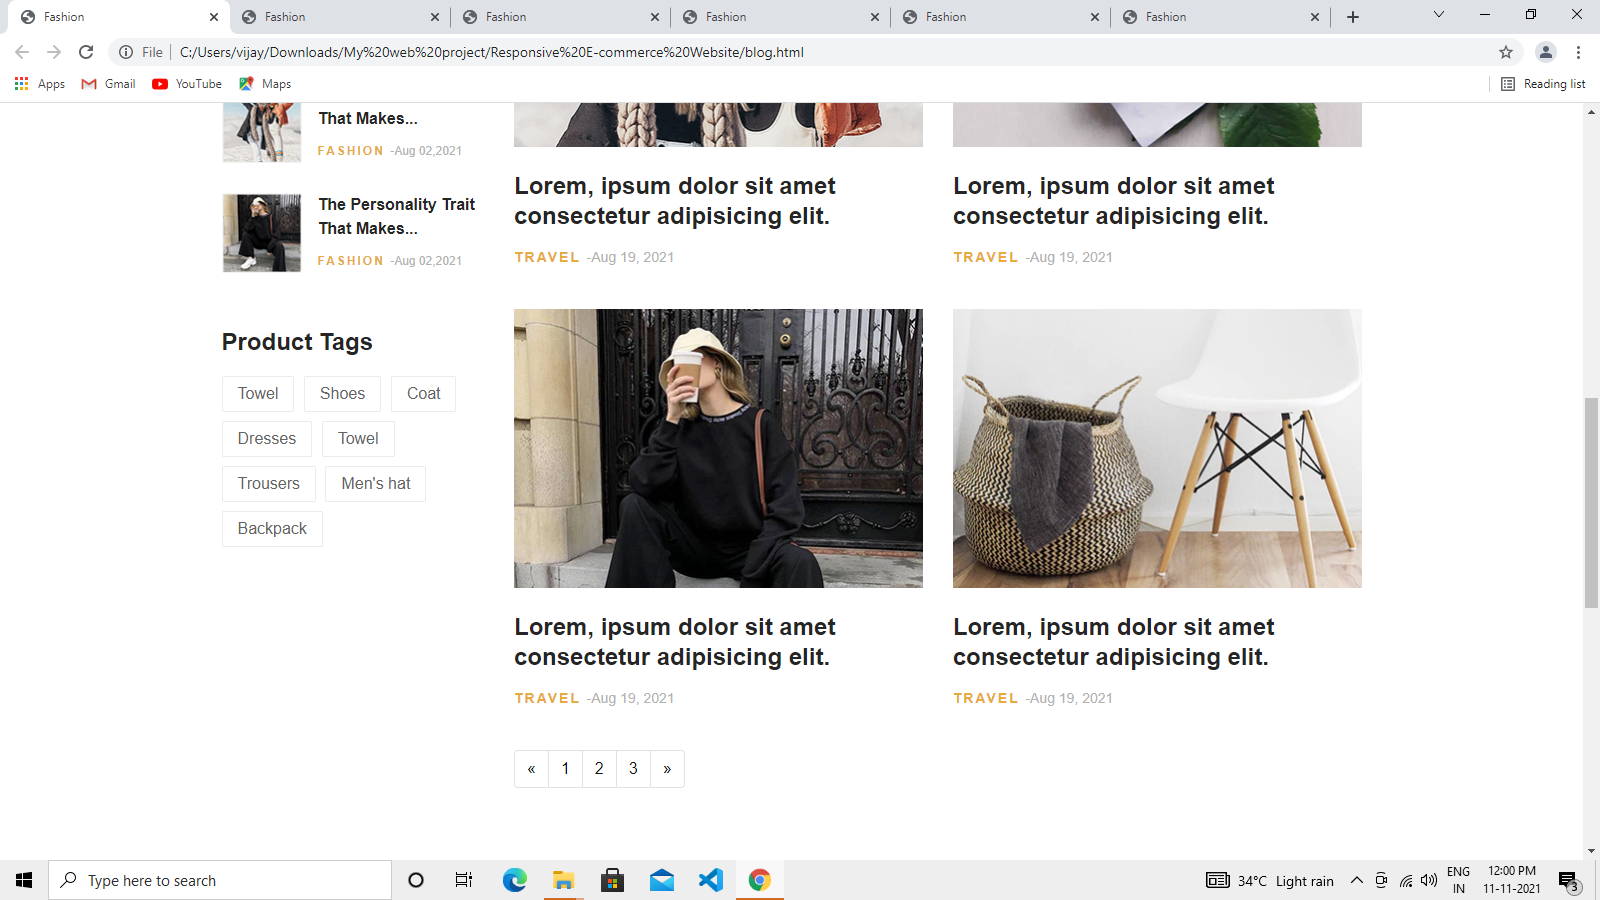 Fashion
Fashion
Fashion
Fashion
Fashion
Fashion
File
C:/Users/vijay/Downloads/My%20web%20project/Responsive%20E-commerce%20Website/blog.html
Apps
Gmail
YouTube
Maps
Reading list
That Makes...
FASHION -Aug 02,2021
The Personality Trait
That Makes...
FASHION -Aug 02,2021
Product Tags
Towel
Shoes
Coat
Dresses
Towel
Trousers
Men's hat
Backpack
Lorem, ipsum dolor sit amet
consectetur adipisicing elit.
TRAVEL -Aug 19, 2021
Lorem, ipsum dolor sit amet
consectetur adipisicing elit.
TRAVEL -Aug 19, 2021
Lorem, ipsum dolor sit amet
consectetur adipisicing elit.
TRAVEL -Aug 19, 2021
Lorem, ipsum dolor sit amet
consectetur adipisicing elit.
TRAVEL -Aug 19, 2021
« 1 2 3 »
Type here to search
34°C Light rain
ENG
IN
12:00 PM
11-11-2021
3